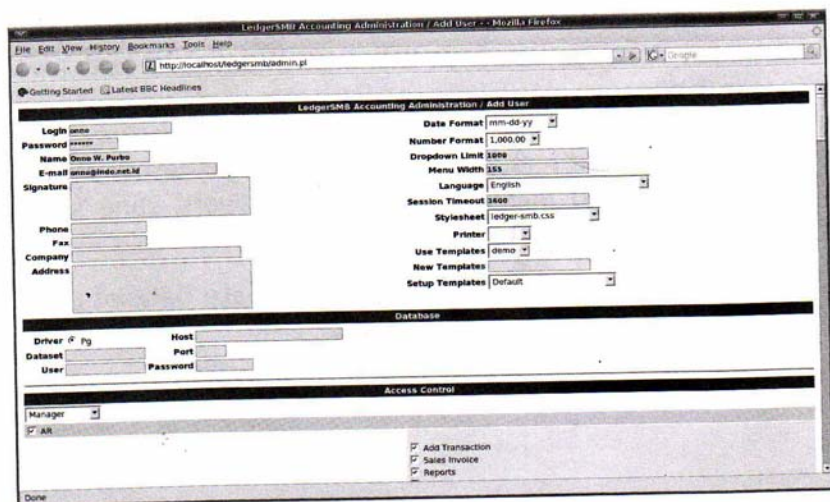 LedgerSMB Accounting Administration / Add User - - Mozilla Firefox
File Edit View History Bookmarks Tools Help
http://localhost/ledgersmb/admin.pl
Google
Getting Started Latest BBC Headlines
LedgerSMB Accounting Administration / Add User
Login onno
Password ******
Name Onno W. Purbo
E-mail onno@indo.net.id
Signature
Phone
Fax
Company
Address
Date Format mm-dd-yy
Number Format 1,000.00
Dropdown Limit 1000
Menu Width 155
Language English
Session Timeout 3600
Stylesheet ledger-smb.css
Printer
Use Templates demo
New Templates
Setup Templates Default
Database
Driver Pg Host
Dataset Port
User Password
Access Control
Manager
AR
Add Transaction
Sales Invoice
Reports
Done